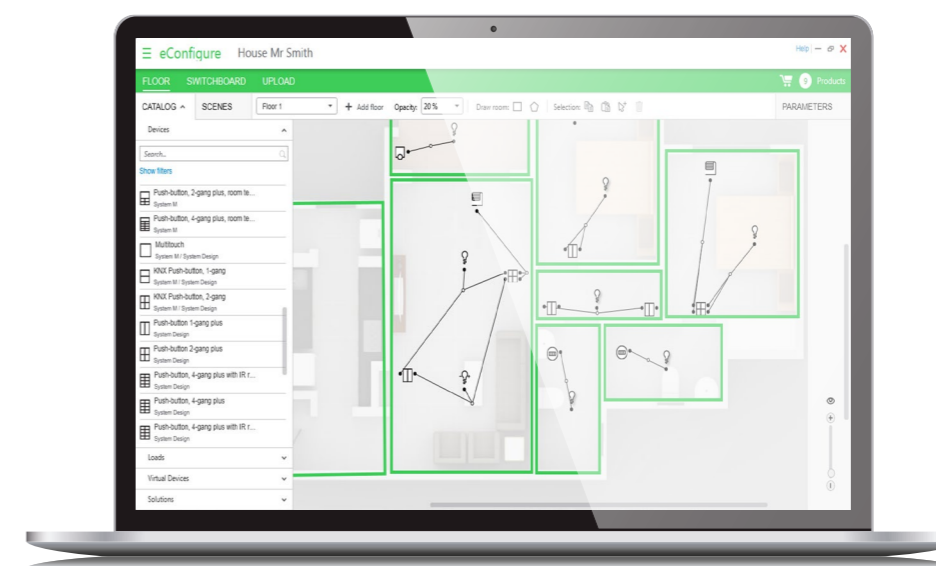 eConfigure House Mr Smith Help
FLOOR SWITCHBOARD UPLOAD 0 Products
CATALOG SCENES Floor 1 + Add floor Opacity: 20 % Draw room: Selection: PARAMETERS
Devices
Search...
Show filters
Push-button, 2-gang plus, room te...
System M
Push-button, 4-gang plus, room te...
System M
Multitouch
System M / System Design
KNX Push-button, 1-gang
System M / System Design
KNX Push-button, 2-gang
System M / System Design
Push-button 1-gang plus
System Design
Push-button 2-gang plus
System Design
Push-button, 4-gang plus with IR r...
System Design
Push-button, 4-gang plus
System Design
Push-button, 4-gang plus with IR r...
System Design
Loads
Virtual Devices
Solutions